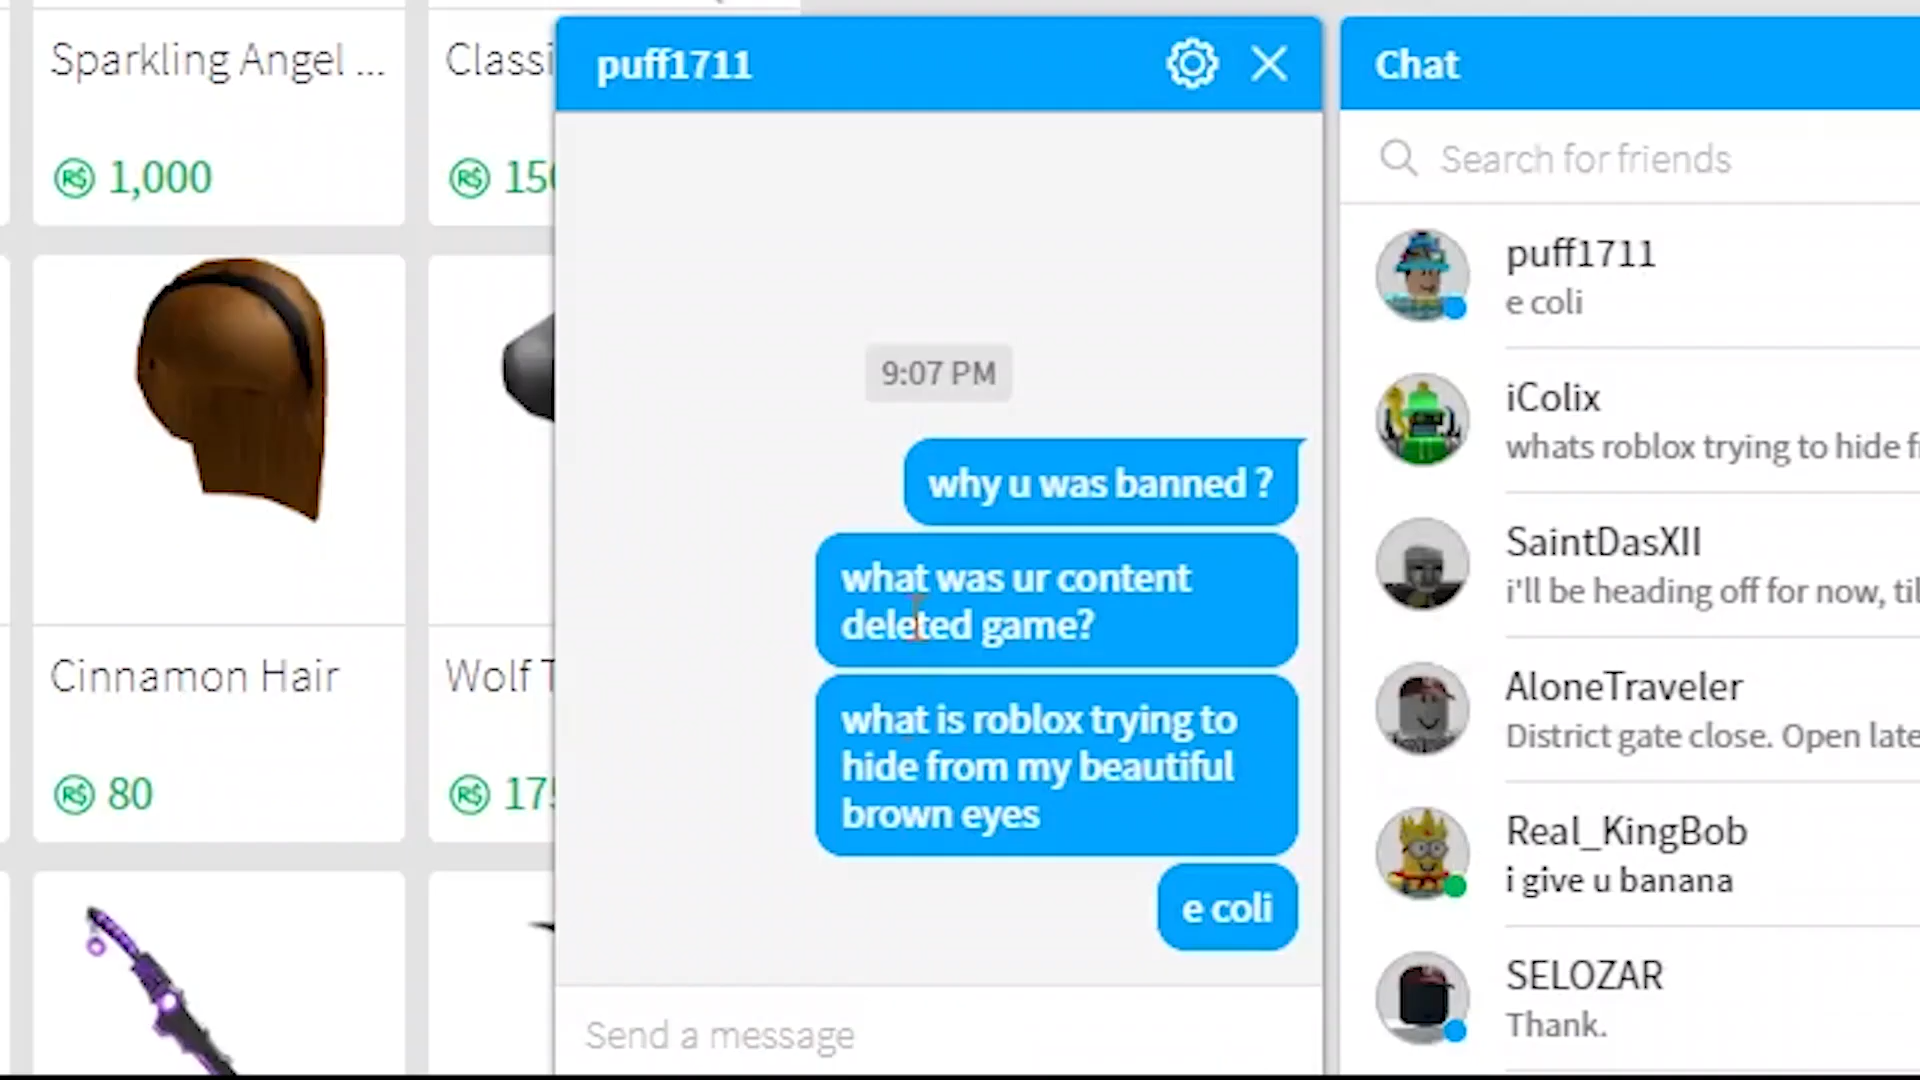 Sparkling Angel ...
1,000
Classi
150
Cinnamon Hair
80
Wolf T
175
puff1711
9:07 PM
why u was banned ?
what was ur content
deleted game?
what is roblox trying to
hide from my beautiful
brown eyes
e coli
Send a message
Chat
Search for friends
puff1711
e coli
iColix
whats roblox trying to hide f
SaintDasXII
i'll be heading off for now, til
AloneTraveler
District gate close. Open late
Real_KingBob
i give u banana
SELOZAR
Thank.